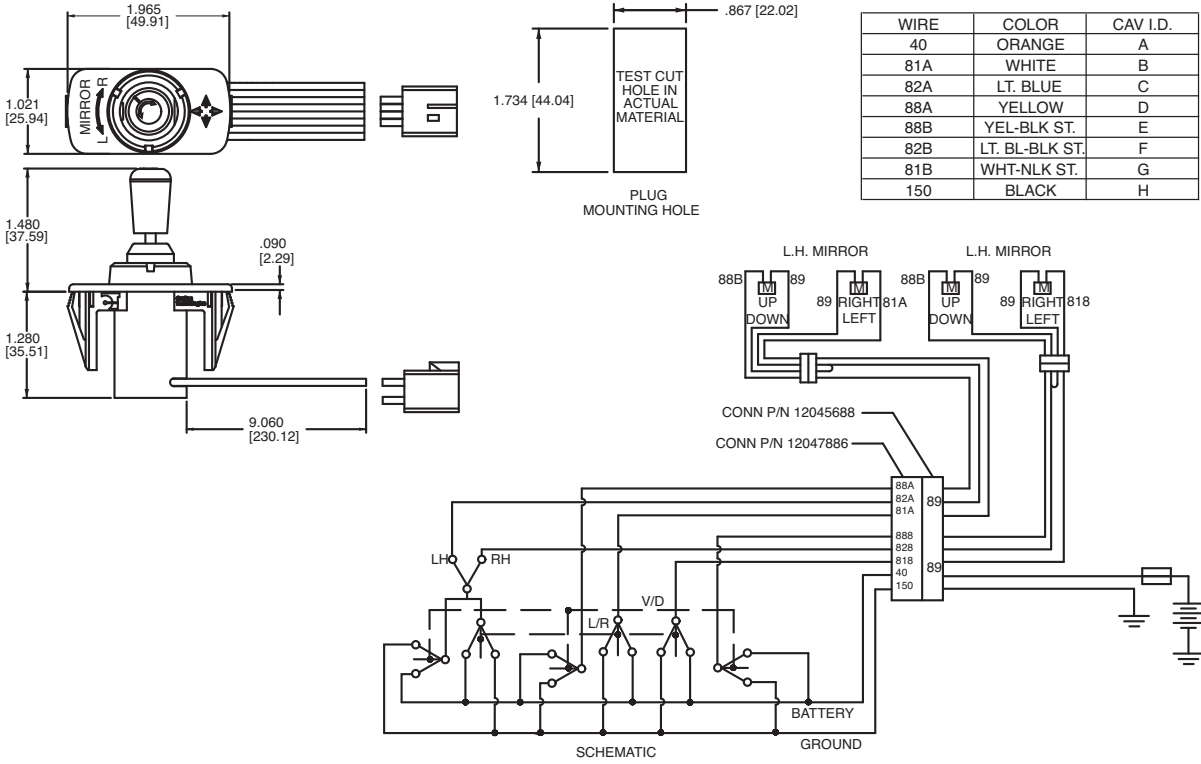 1.965
[49.91]
1.021
[25.94]
MIRROR
L
R
1.480
[37.59]
.090
[2.29]
1.280
[35.51]
9.060
[230.12]
.867 [22.02]
1.734 [44.04]
TEST CUT
HOLE IN
ACTUAL
MATERIAL
PLUG
MOUNTING HOLE
WIRE COLOR CAV I.D.
40 ORANGE A
81A WHITE B
82A LT. BLUE C
88A YELLOW D
88B YEL-BLK ST. E
82B LT. BL-BLK ST. F
81B WHT-NLK ST. G
150 BLACK H
L.H. MIRROR
L.H. MIRROR
88B M 89
UP
DOWN
89 M 81A
RIGHT
LEFT
88B M 89
UP
DOWN
89 M 818
RIGHT
LEFT
CONN P/N 12045688
CONN P/N 12047886
88A
82A
81A
89
888
828
818
40
150
89
LH
RH
V/D
L/R
BATTERY
GROUND
SCHEMATIC